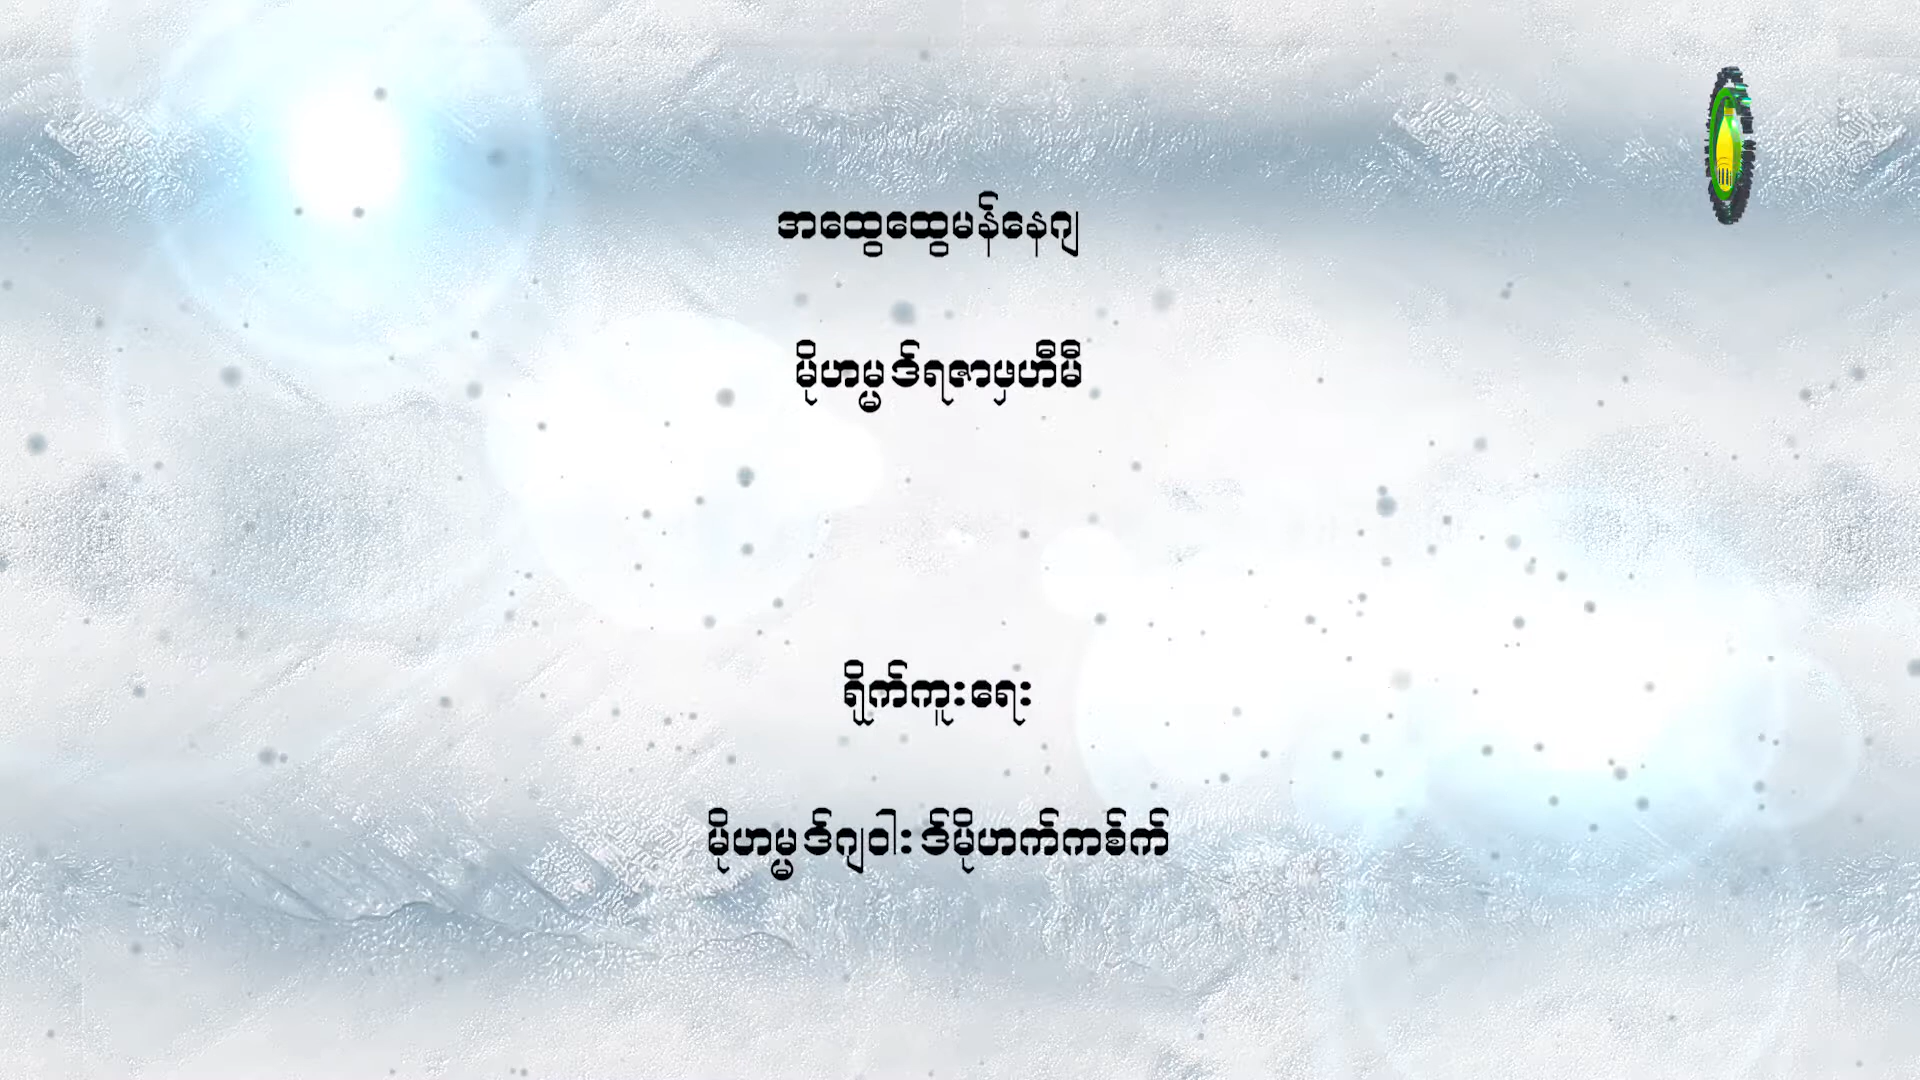 အထွေထွေမန်နေဂျ
မိုဟမ္မဒ်ရဇာဖှဟီမီ
ရိုက်ကူးရေး
မိုဟမ္မဒ်ဂျဝါးဒ်မိုဟက်ကစ်က်